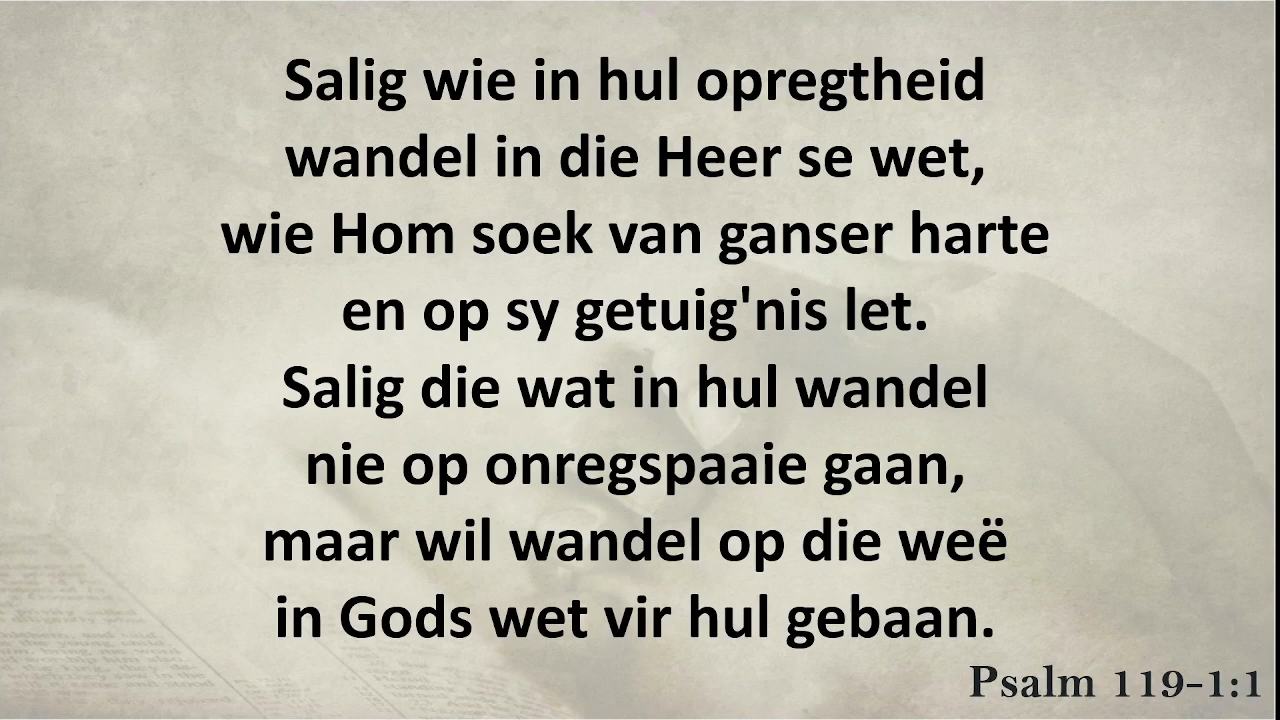 Salig wie in hul opregtheid
wandel in die Heer se wet,
wie Hom soek van ganser harte
en op sy getuig'nis let.
Salig die wat in hul wandel
nie op onregspaaie gaan,
maar wil wandel op die weë
in Gods wet vir hul gebaan.
Psalm 119-1:1